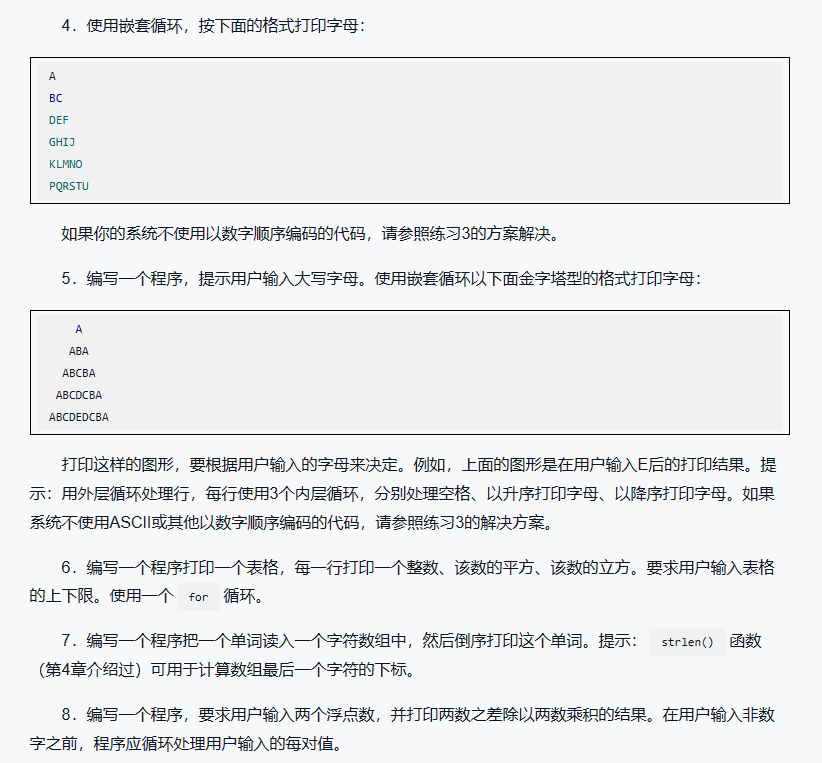 4．使用嵌套循环，按下面的格式打印字母：
A
BC
DEF
GHIJ
KLMNO
PQRSTU
如果你的系统不使用以数字顺序编码的代码，请参照练习3的方案解决。
5．编写一个程序，提示用户输入大写字母。使用嵌套循环以下面金字塔型的格式打印字母：
    A
   ABA
  ABCBA
 ABCDCBA
ABCDEDCBA
打印这样的图形，要根据用户输入的字母来决定。例如，上面的图形是在用户输入E后的打印结果。提
示：用外层循环处理行，每行使用3个内层循环，分别处理空格、以升序打印字母、以降序打印字母。如果
系统不使用ASCII或其他以数字顺序编码的代码，请参照练习3的解决方案。
6．编写一个程序打印一个表格，每一行打印一个整数、该数的平方、该数的立方。要求用户输入表格
的上下限。使用一个 for 循环。
7．编写一个程序把一个单词读入一个字符数组中，然后倒序打印这个单词。提示： strlen() 函数
（第4章介绍过）可用于计算数组最后一个字符的下标。
8．编写一个程序，要求用户输入两个浮点数，并打印两数之差除以两数乘积的结果。在用户输入非数
字之前，程序应循环处理用户输入的每对值。